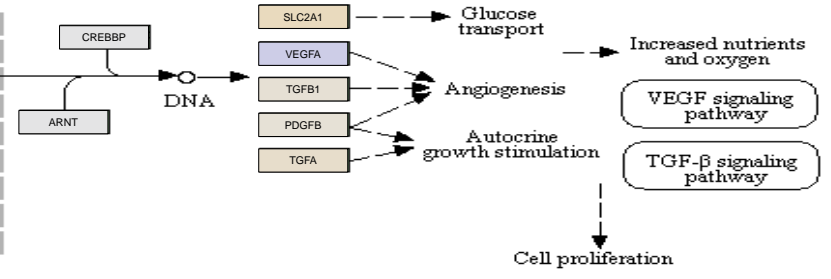 SLC2A1
Glucose
transport
CREBBP
VEGFA
Increased nutrients
and oxygen
DNA
TGFB1
Angiogenesis
VEGF signaling
pathway
ARNT
PDGFB
Autocrine
growth stimulation
TGFA
TGF-β signaling
pathway
Cell proliferation